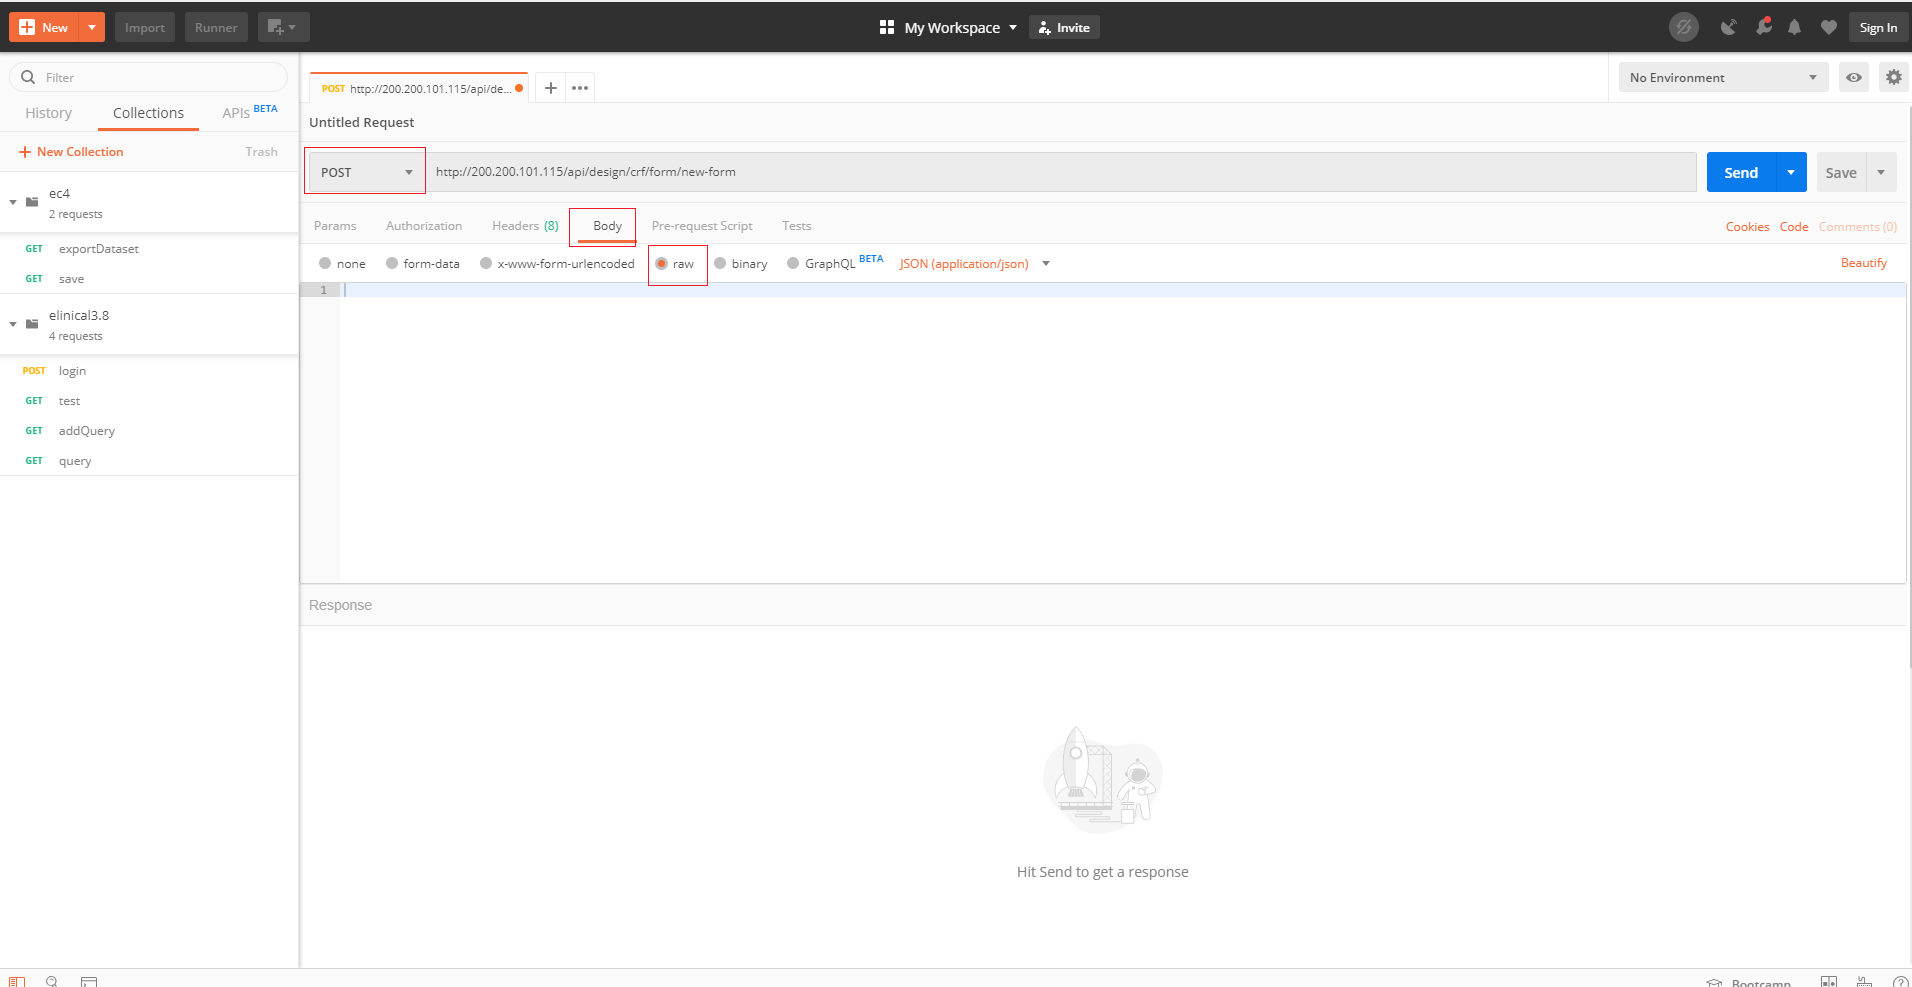 New Import Runner My Workspace Invite Sign In
Filter
History Collections APIs BETA
New Collection Trash
ec4
2 requests
GET exportDataset
GET save
elinical3.8
4 requests
POST login
GET test
GET addQuery
GET query
POST http://200.200.101.115/api/de... No Environment
Untitled Request
POST http://200.200.101.115/api/design/crf/form/new-form Send Save
Params Authorization Headers (8) Body Pre-request Script Tests Cookies Code Comments (0)
none form-data x-www-form-urlencoded raw binary GraphQL BETA JSON (application/json) Beautify
1
Response
Hit Send to get a response
Bootcamp